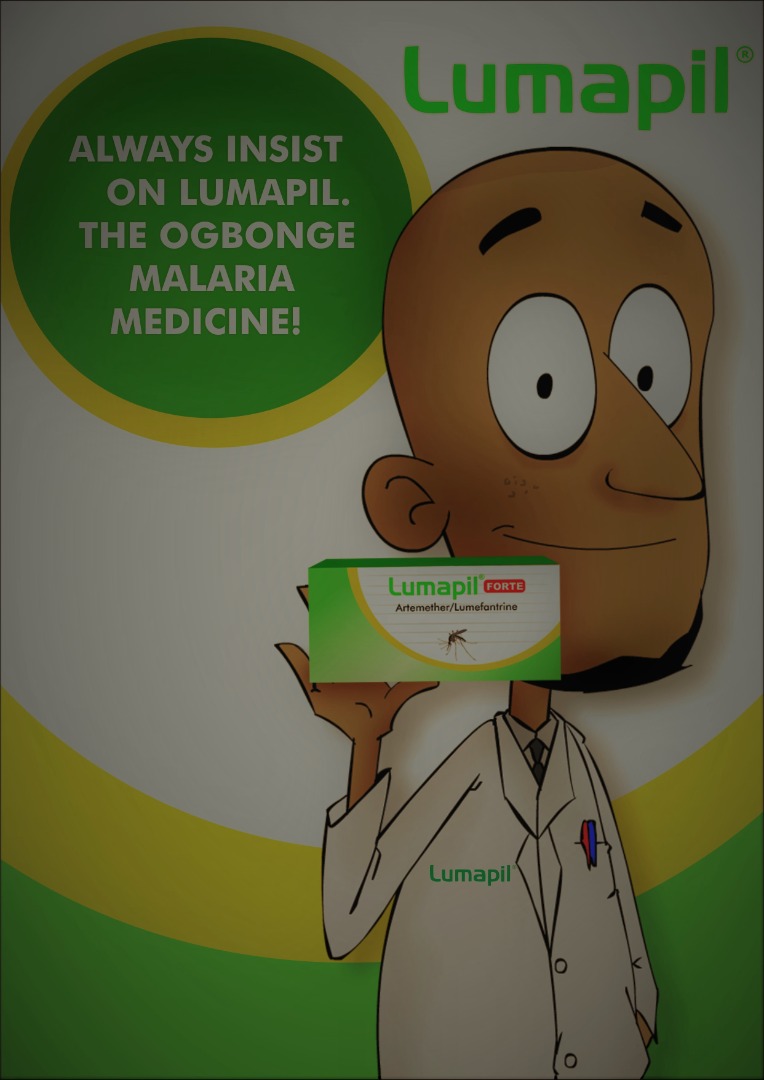 Lumapil®
ALWAYS INSIST
ON LUMAPIL.
THE OGBONGE
MALARIA
MEDICINE!
Lumapil® FORTE
Artemether/Lumefantrine
Lumapil®